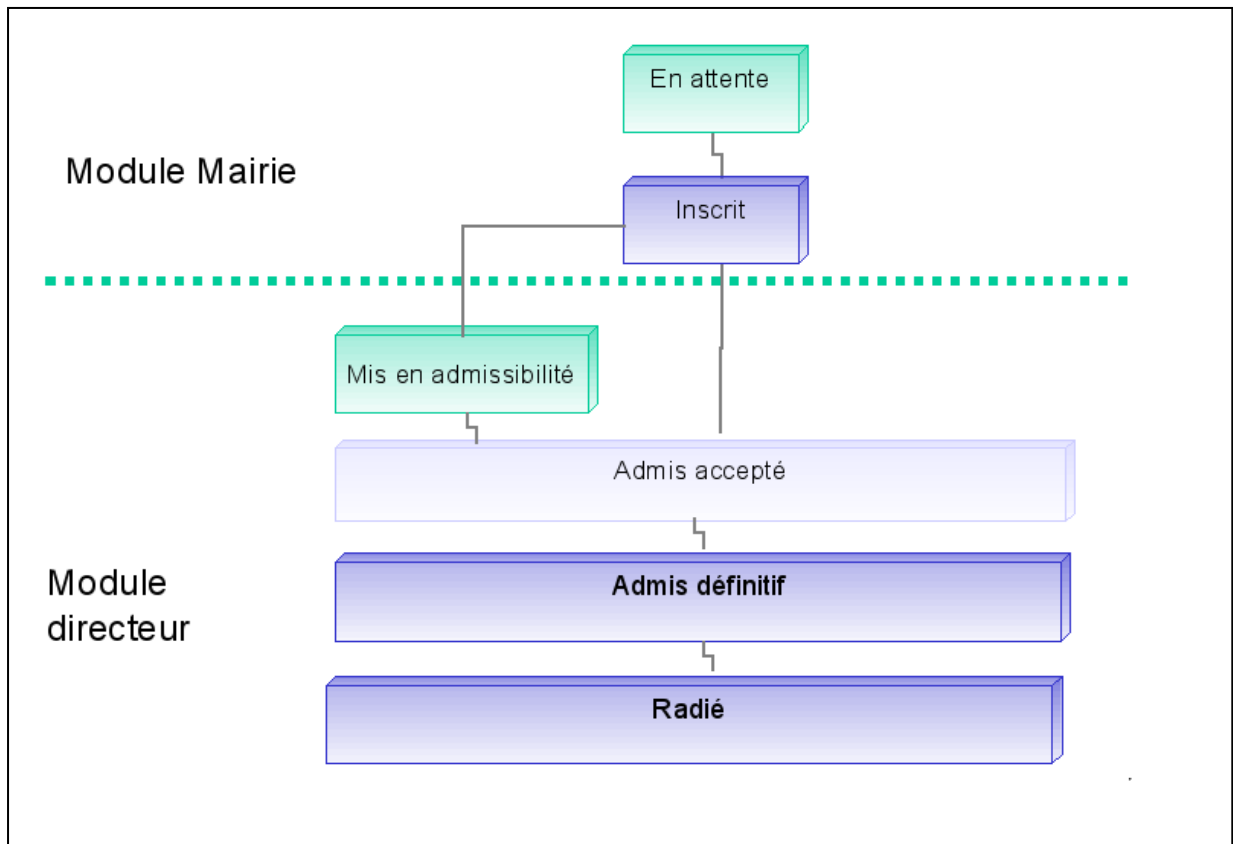 En attente
Module Mairie
Inscrit
Mis en admissibilité
Admis accepté
Module
directeur
Admis définitif
Radié